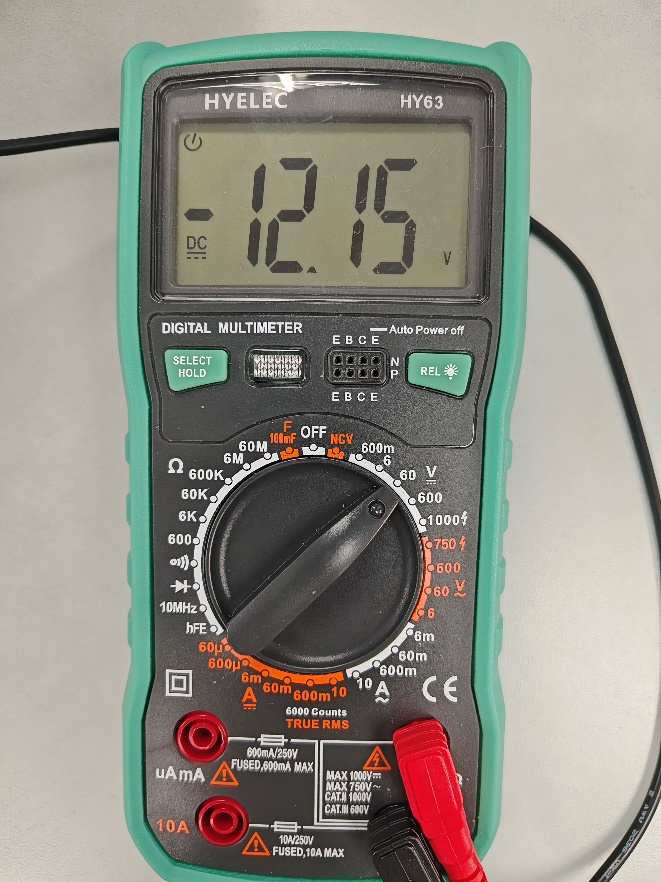 HYELEC HY63
-12.15
DC V
DIGITAL MULTIMETER Auto Power off
SELECT
HOLD
E B C E
N
P
E B C E
REL
F
100mF
OFF
NCV
600m
6
60
V
600
1000
750
600
60
V
6
6m
60m
600m
A
10
10
600m
60m
6m
A
600µ
60µ
hFE
10MHz
600
6K
60K
600K
Ω
6M
60M
CE
6000 Counts
TRUE RMS
600mA/250V
FUSED,600mA MAX
uAmA
MAX 1000V
MAX 750V~
CAT.II 1000V
CAT.III 600V
10A
10A/250V
FUSED,10A MAX